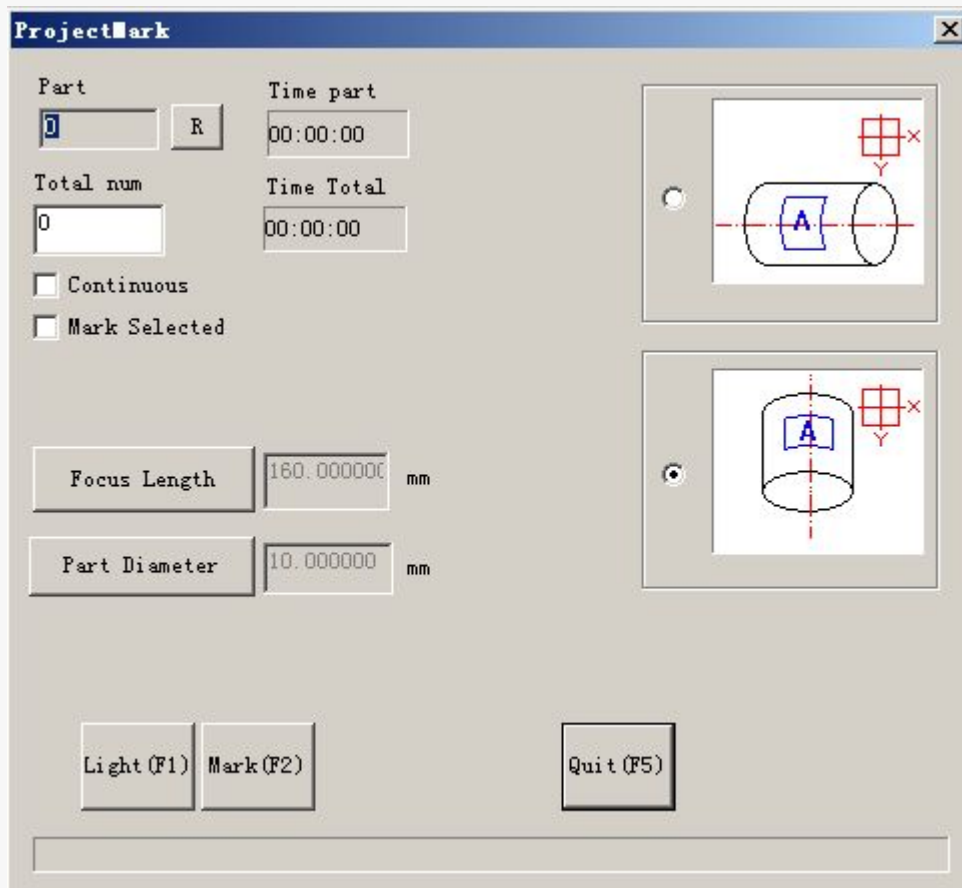 ProjectMark
Part
0
R
Time part
00:00:00
Total num
0
Time Total
00:00:00
Continuous
Mark Selected
X
Y
A
Focus Length
160.000000
mm
X
Y
A
Part Diameter
10.000000
mm
Light(F1)
Mark(F2)
Quit(F5)